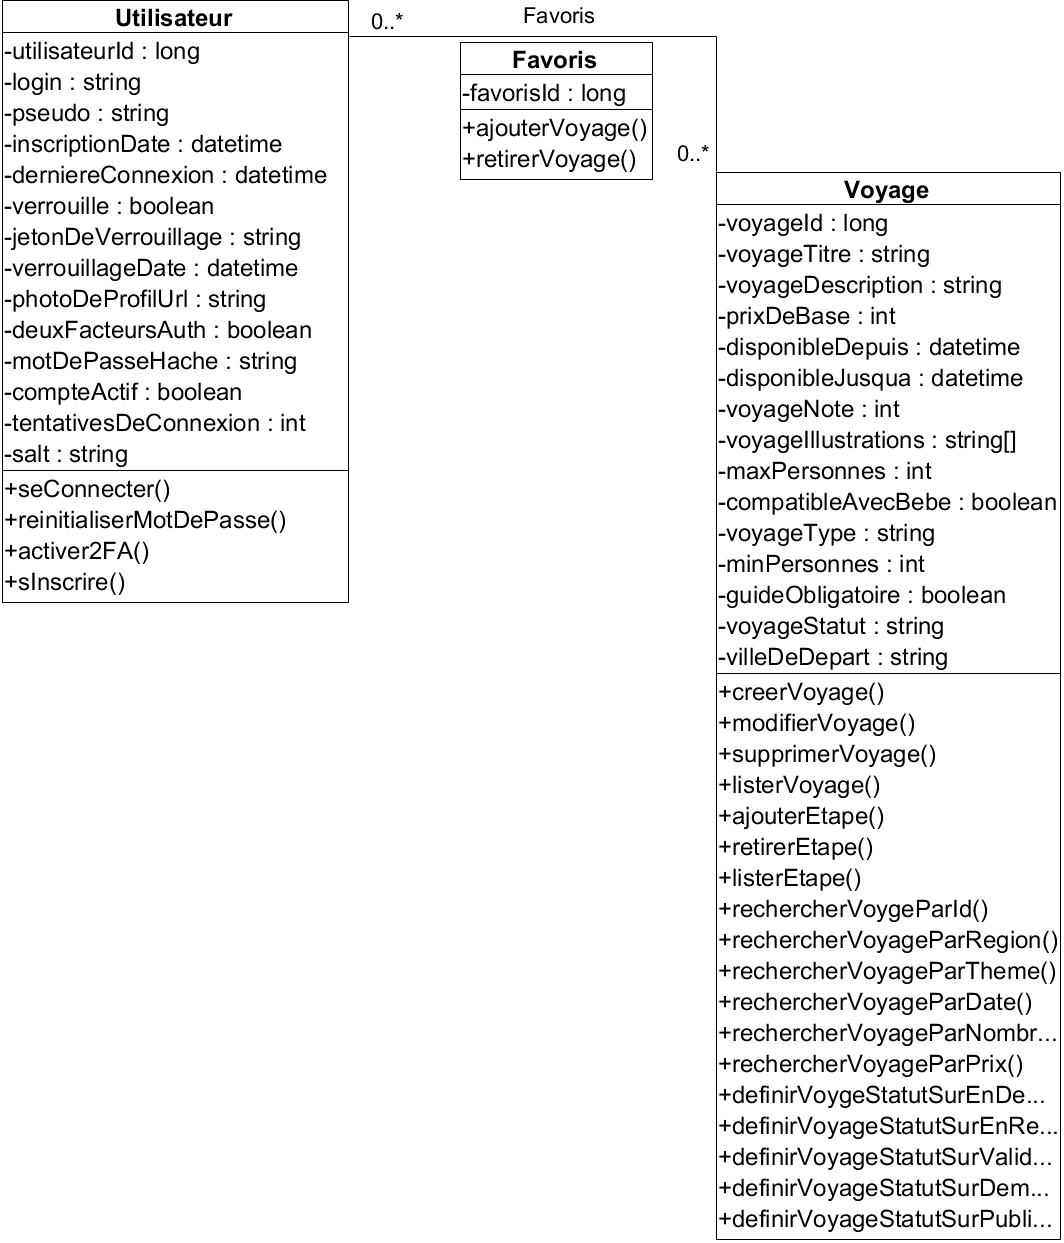 Utilisateur
-utilisateurId : long
-login : string
-pseudo : string
-inscriptionDate : datetime
-derniereConnexion : datetime
-verrouille : boolean
-jetonDeVerrouillage : string
-verrouillageDate : datetime
-photoDeProfilUrl : string
-deuxFacteursAuth : boolean
-motDePasseHache : string
-compteActif : boolean
-tentativesDeConnexion : int
-salt : string
+seConnecter()
+reinitialiserMotDePasse()
+activer2FA()
+sInscrire()
0..*
Favoris
Favoris
-favorisId : long
+ajouterVoyage()
+retirerVoyage()
0..*
Voyage
-voyageId : long
-voyageTitre : string
-voyageDescription : string
-prixDeBase : int
-disponibleDepuis : datetime
-disponibleJusqua : datetime
-voyageNote : int
-voyageIllustrations : string[]
-maxPersonnes : int
-compatibleAvecBebe : boolean
-voyageType : string
-minPersonnes : int
-guideObligatoire : boolean
-voyageStatut : string
-villeDeDepart : string
+creerVoyage()
+modifierVoyage()
+supprimerVoyage()
+listerVoyage()
+ajouterEtape()
+retirerEtape()
+listerEtape()
+rechercherVoygeParId()
+rechercherVoyageParRegion()
+rechercherVoyageParTheme()
+rechercherVoyageParDate()
+rechercherVoyageParNombr...
+rechercherVoyageParPrix()
+definirVoygeStatutSurEnDe...
+definirVoyageStatutSurEnRe...
+definirVoyageStatutSurValid...
+definirVoyageStatutSurDem...
+definirVoyageStatutSurPubli...